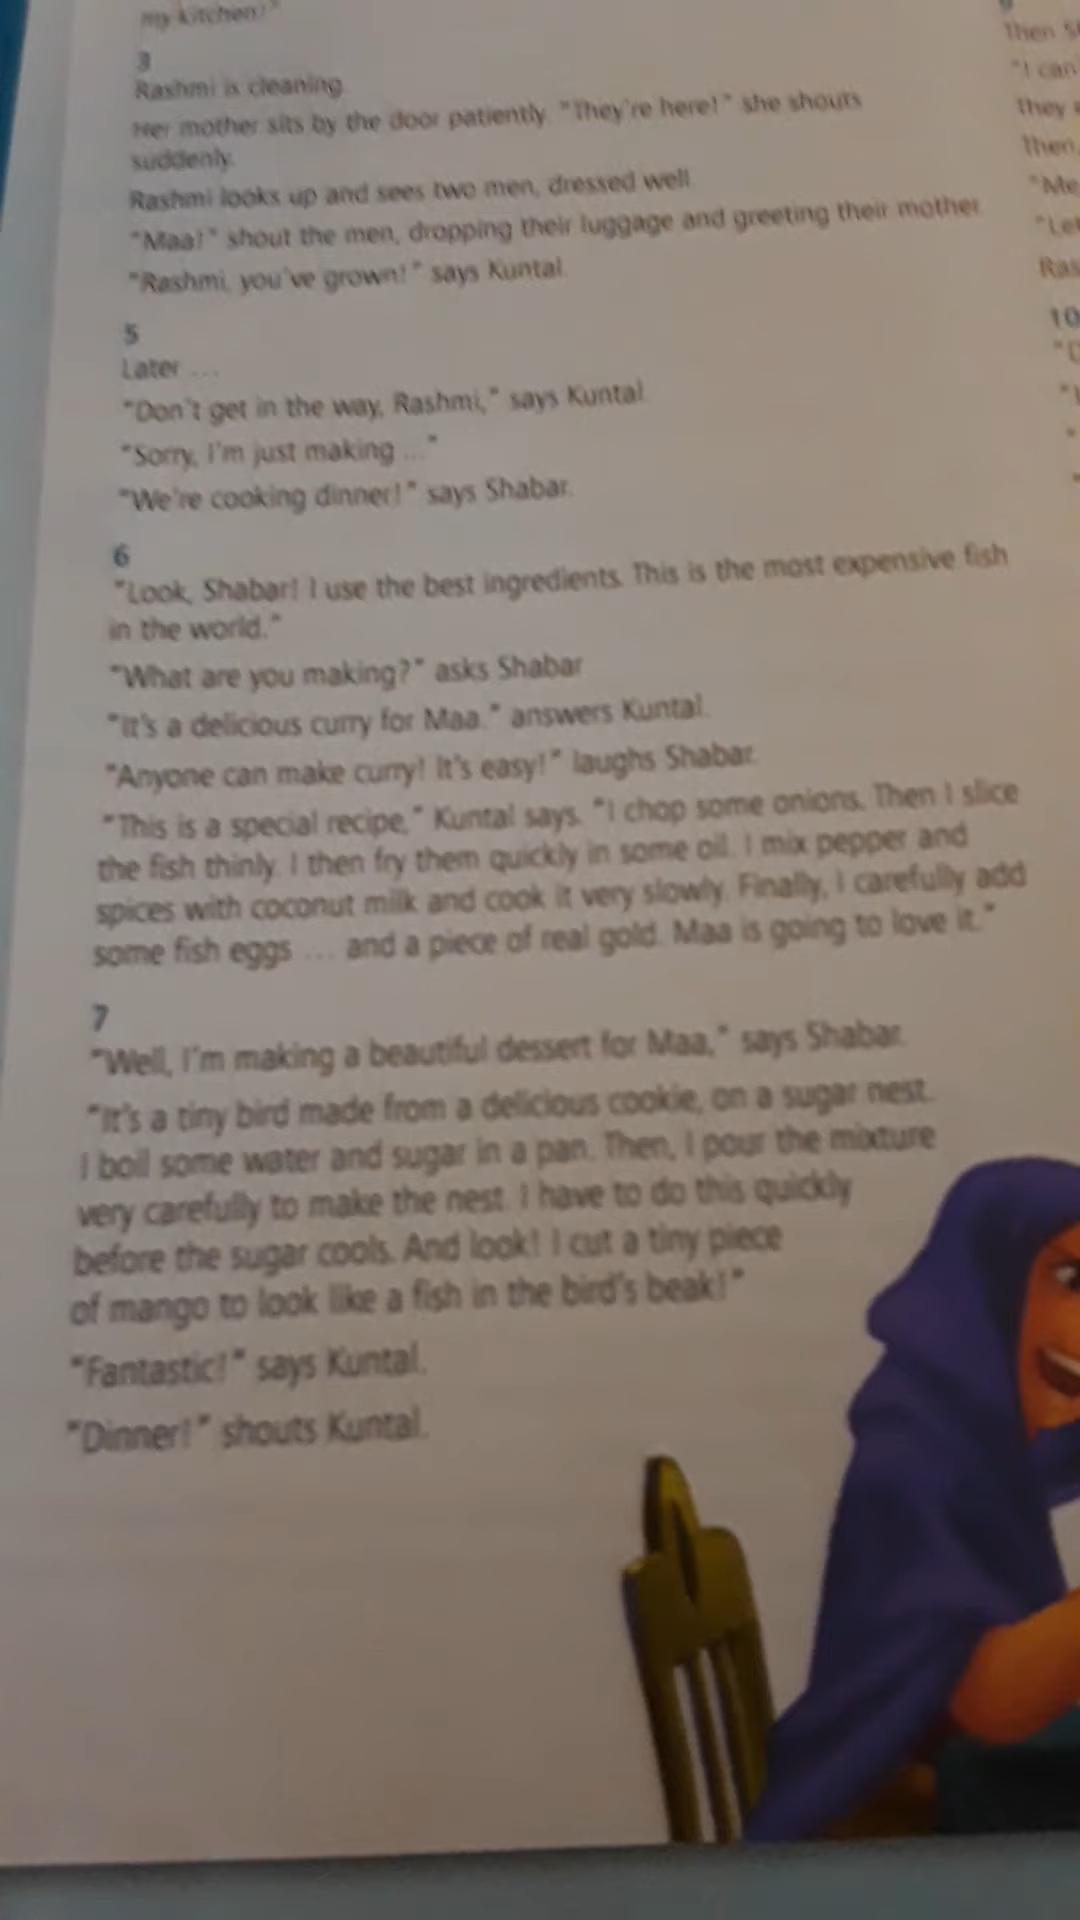 my kitchen!"
3
Rashmi is cleaning.
Her mother sits by the door patiently. "They're here!" she shouts
suddenly.
Rashmi looks up and sees two men, dressed well.
"Maa!" shout the men, dropping their luggage and greeting their mother.
"Rashmi, you've grown!" says Kuntal.
5
Later ...
"Don't get in the way, Rashmi," says Kuntal.
"Sorry, I'm just making ..."
"We're cooking dinner!" says Shabar.
6
"Look, Shabar! I use the best ingredients. This is the most expensive fish
in the world."
"What are you making?" asks Shabar
"It's a delicious curry for Maa." answers Kuntal.
"Anyone can make curry! It's easy!" laughs Shabar.
"This is a special recipe," Kuntal says. "I chop some onions. Then I slice
the fish thinly. I then fry them quickly in some oil. I mix pepper and
spices with coconut milk and cook it very slowly. Finally, I carefully add
some fish eggs ... and a piece of real gold. Maa is going to love it."
7
"Well, I'm making a beautiful dessert for Maa," says Shabar.
"It's a tiny bird made from a delicious cookie, on a sugar nest.
I boil some water and sugar in a pan. Then, I pour the mixture
very carefully to make the nest. I have to do this quickly
before the sugar cools. And look! I cut a tiny piece
of mango to look like a fish in the bird's beak!"
"Fantastic!" says Kuntal.
"Dinner!" shouts Kuntal.
Then
"I can
They
Then,
"Me
10